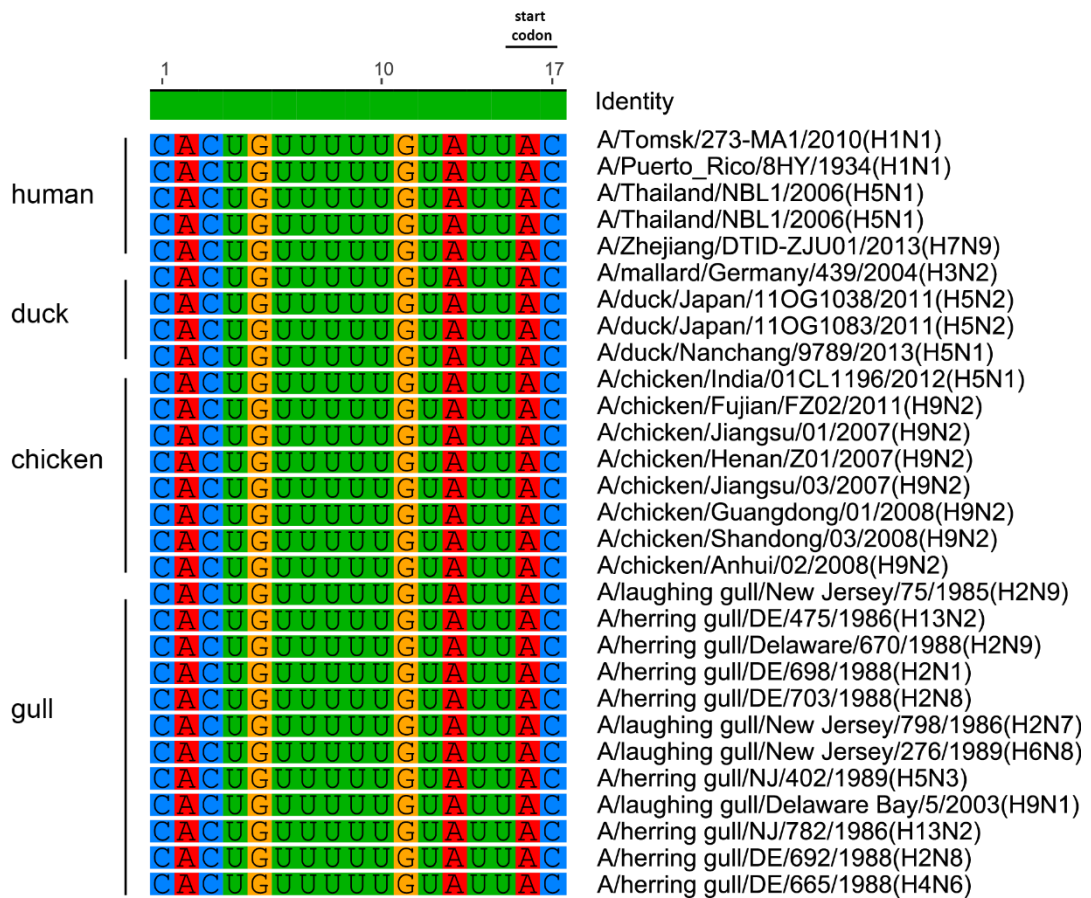 start
codon
1 10 17
Identity
CACUGUUUUUGUAUUAC A/Tomsk/273-MA1/2010(H1N1)
CACUGUUUUUGUAUUAC A/Puerto_Rico/8HY/1934(H1N1)
human CACUGUUUUUGUAUUAC A/Thailand/NBL1/2006(H5N1)
CACUGUUUUUGUAUUAC A/Thailand/NBL1/2006(H5N1)
CACUGUUUUUGUAUUAC A/Zhejiang/DTID-ZJU01/2013(H7N9)
CACUGUUUUUGUAUUAC A/mallard/Germany/439/2004(H3N2)
CACUGUUUUUGUAUUAC A/duck/Japan/11OG1038/2011(H5N2)
duck CACUGUUUUUGUAUUAC A/duck/Japan/11OG1083/2011(H5N2)
CACUGUUUUUGUAUUAC A/duck/Nanchang/9789/2013(H5N1)
CACUGUUUUUGUAUUAC A/chicken/India/01CL1196/2012(H5N1)
CACUGUUUUUGUAUUAC A/chicken/Fujian/FZ02/2011(H9N2)
CACUGUUUUUGUAUUAC A/chicken/Jiangsu/01/2007(H9N2)
chicken CACUGUUUUUGUAUUAC A/chicken/Henan/Z01/2007(H9N2)
CACUGUUUUUGUAUUAC A/chicken/Jiangsu/03/2007(H9N2)
CACUGUUUUUGUAUUAC A/chicken/Guangdong/01/2008(H9N2)
CACUGUUUUUGUAUUAC A/chicken/Shandong/03/2008(H9N2)
CACUGUUUUUGUAUUAC A/chicken/Anhui/02/2008(H9N2)
CACUGUUUUUGUAUUAC A/laughing gull/New Jersey/75/1985(H2N9)
CACUGUUUUUGUAUUAC A/herring gull/DE/475/1986(H13N2)
CACUGUUUUUGUAUUAC A/herring gull/Delaware/670/1988(H2N9)
CACUGUUUUUGUAUUAC A/herring gull/DE/698/1988(H2N1)
gull CACUGUUUUUGUAUUAC A/herring gull/DE/703/1988(H2N8)
CACUGUUUUUGUAUUAC A/laughing gull/New Jersey/798/1986(H2N7)
CACUGUUUUUGUAUUAC A/laughing gull/New Jersey/276/1989(H6N8)
CACUGUUUUUGUAUUAC A/herring gull/NJ/402/1989(H5N3)
CACUGUUUUUGUAUUAC A/laughing gull/Delaware Bay/5/2003(H9N1)
CACUGUUUUUGUAUUAC A/herring gull/NJ/782/1986(H13N2)
CACUGUUUUUGUAUUAC A/herring gull/DE/692/1988(H2N8)
CACUGUUUUUGUAUUAC A/herring gull/DE/665/1988(H4N6)